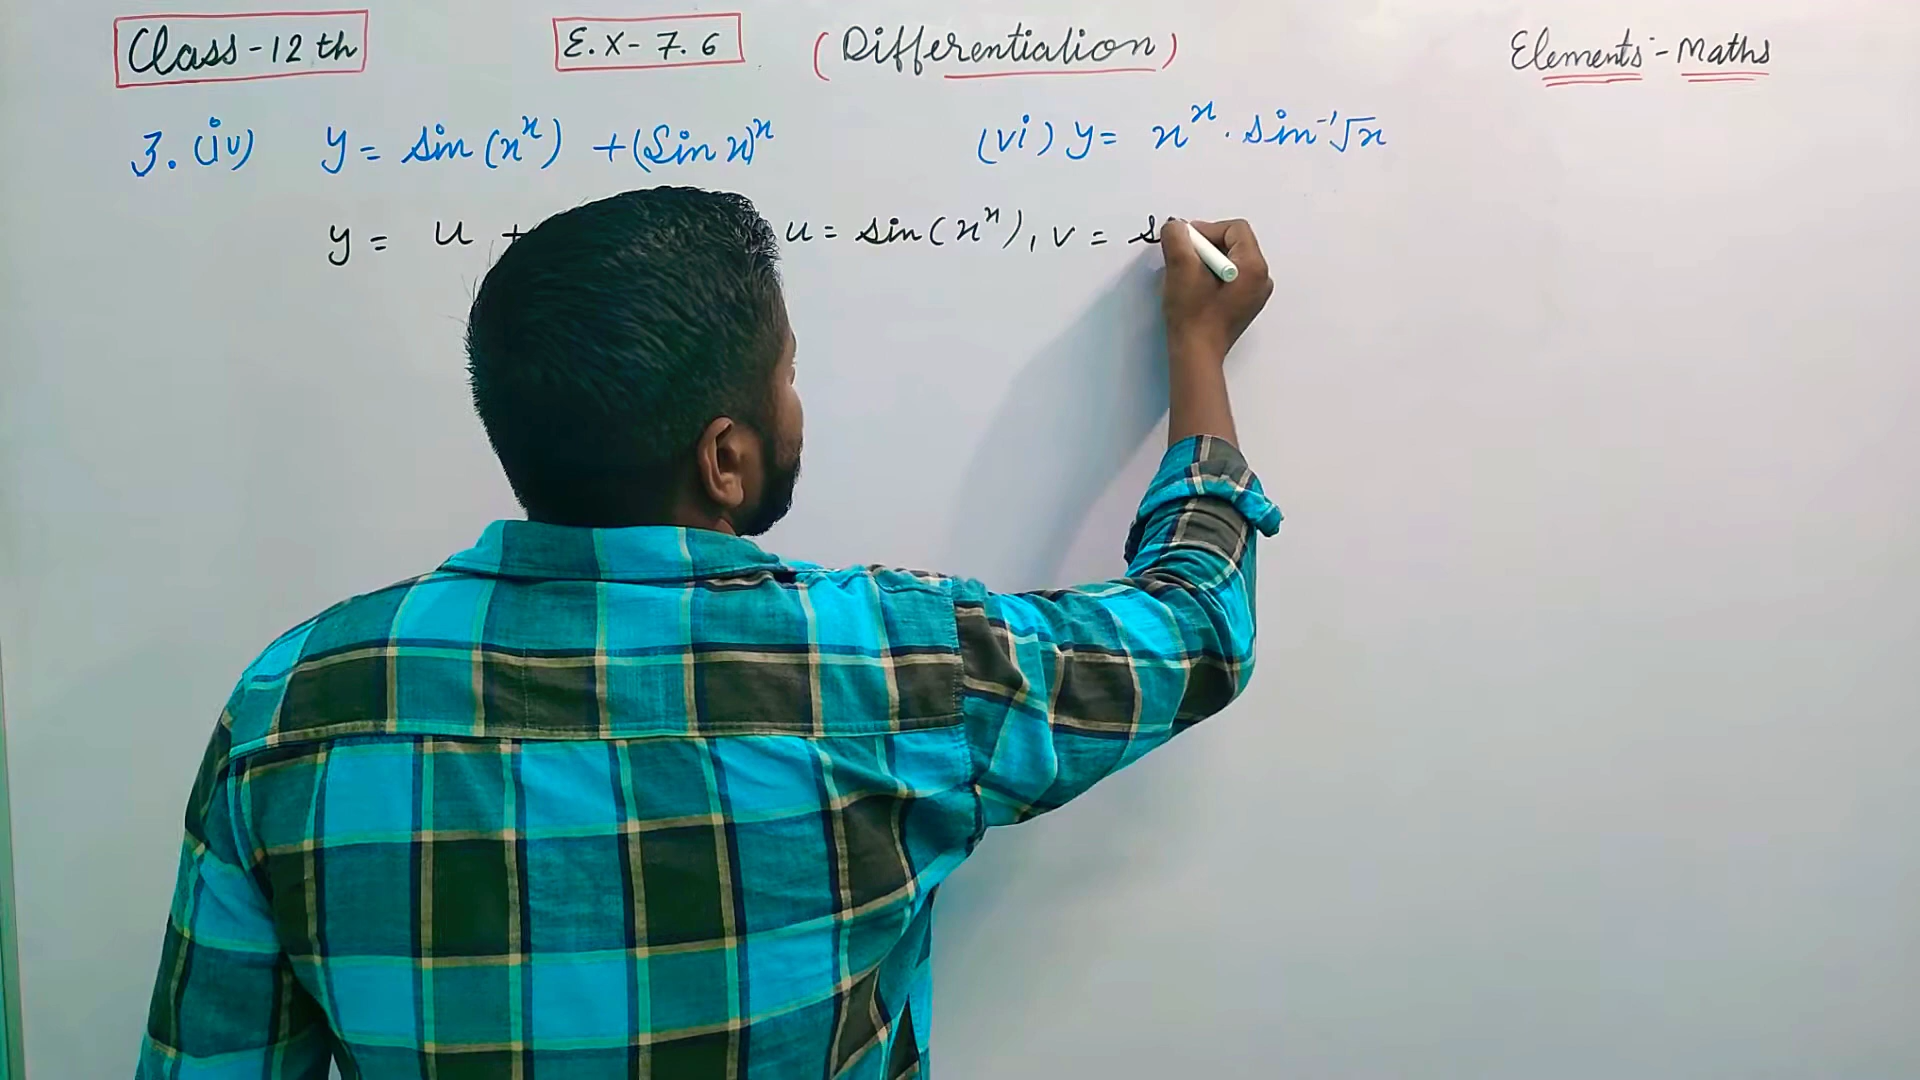 Class-12th E.X-7.6 (Differentiation) Elements-Maths
3. (iv) y = sin(x^x) + (Sin x)^x (vi) y = x^x . sin^-1 √x
y = u + u = sin(x^x), v = s